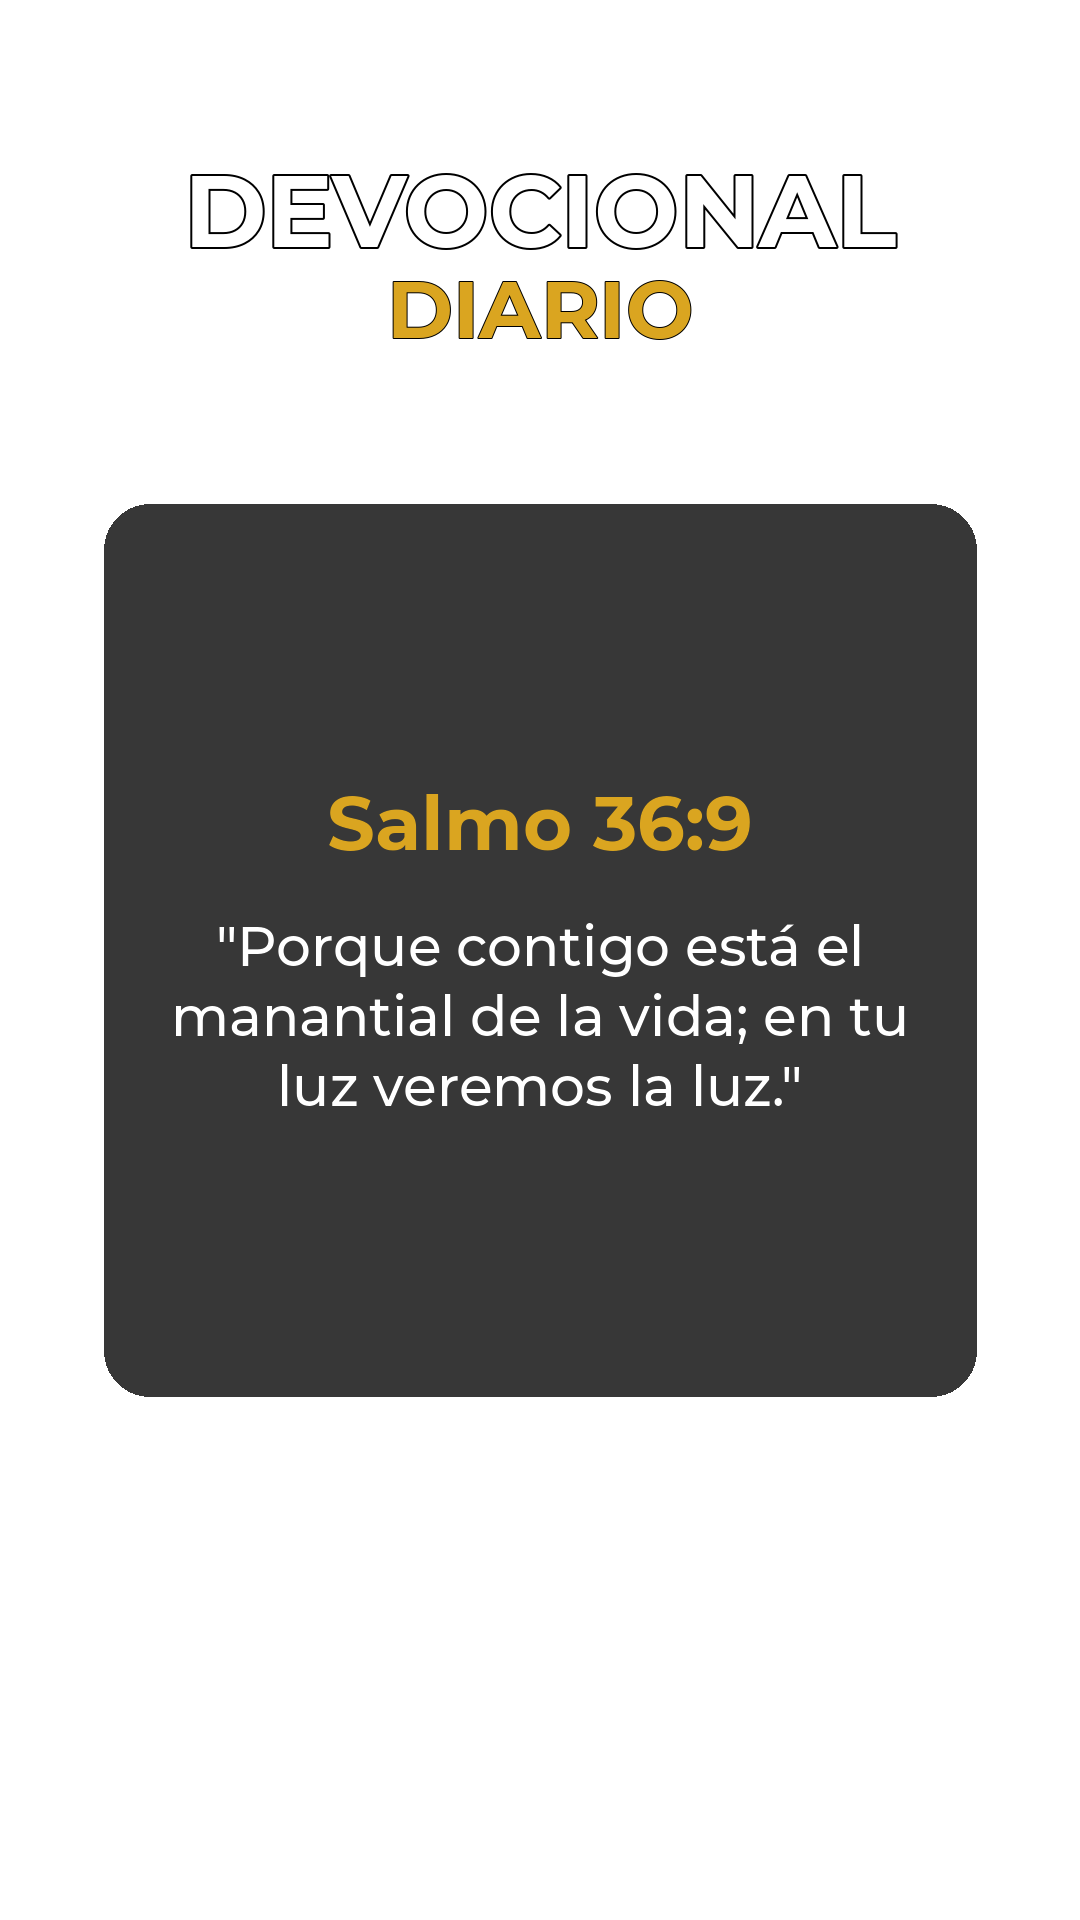 DEVOCIONAL
DIARIO
Salmo 36:9
"Porque contigo está el
manantial de la vida; en tu
luz veremos la luz."